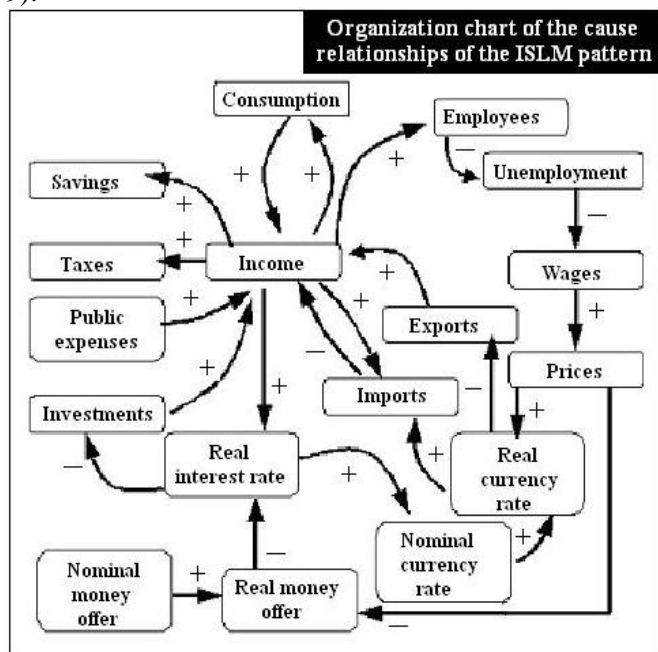 9).
Organization chart of the cause
relationships of the ISLM pattern
Consumption
Employees
+
+
+
−
Savings
Unemployment
+
−
+
Taxes
Income
Wages
+
+
+
+
Public
expenses
Exports
−
+
+
Prices
Investments
Imports
−
+
−
Real
interest rate
+
+
Real
currency
rate
−
Nominal
currency
rate
+
Nominal
money
offer
+
Real money
offer
−